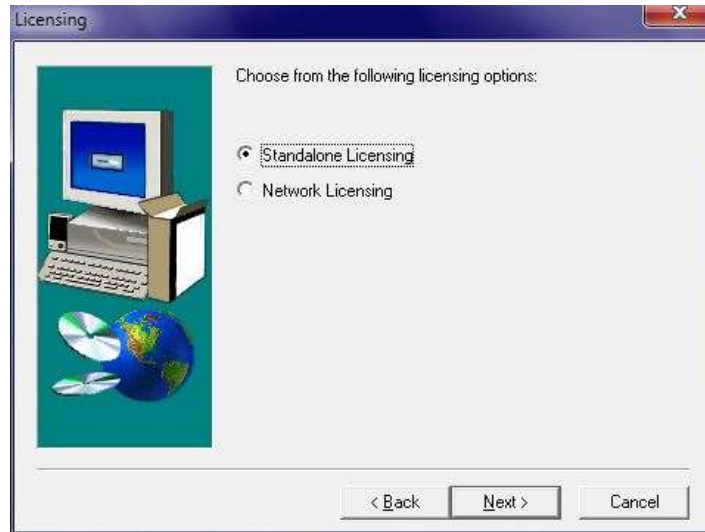 Licensing
Choose from the following licensing options:
Standalone Licensing
Network Licensing
< Back
Next >
Cancel